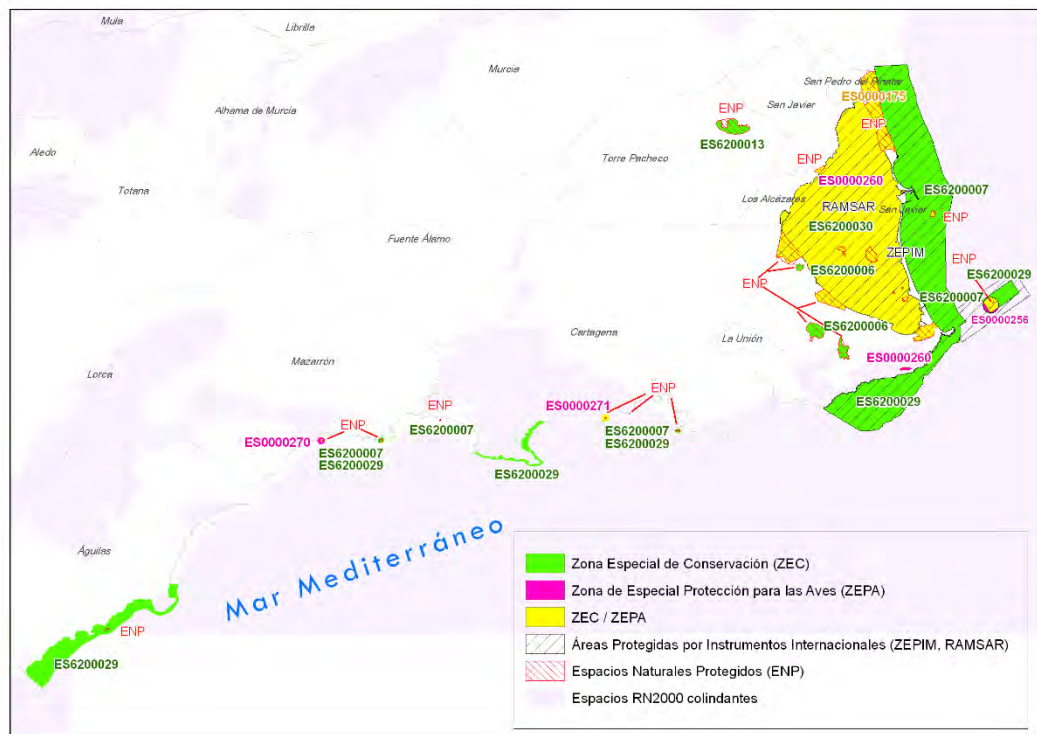 Mula
Librilla
Murcia
San Pedro del Pinatar
ES0000175
Alhama de Murcia
San Javier
ENP
ENP
ES6200013
Aledo
Torre Pacheco
ENP
ES0000260
Totana
ES6200007
Los Alcázares
RAMSAR
San Javier
ENP
ES6200030
Fuente Álamo
ZEPIM
ENP
ES6200006
ES6200029
ENP
ES6200007
ES0000256
Cartagena
ES6200006
La Unión
Mazarrón
ES0000260
Lorca
ENP
ES6200029
ENP
ES0000271
ENP
ES0000270
ES6200007
ES6200007
ES6200029
ES6200007
ES6200029
ES6200029
Águilas
Mar Mediterráneo
ENP
ES6200029
Zona Especial de Conservación (ZEC)
Zona de Especial Protección para las Aves (ZEPA)
ZEC / ZEPA
Áreas Protegidas por Instrumentos Internacionales (ZEPIM, RAMSAR)
Espacios Naturales Protegidos (ENP)
Espacios RN2000 colindantes